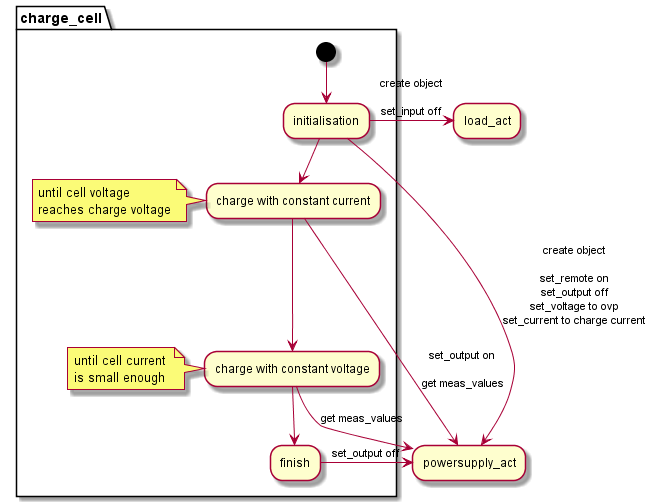 charge_cell
create object
set_input off
initialisation
load_act
until cell voltage
reaches charge voltage
charge with constant current
create object
set_remote on
set_output off
set_voltage to ovp
set_current to charge current
set_output on
get meas_values
until cell current
is small enough
charge with constant voltage
get meas_values
set_output off
finish
powersupply_act